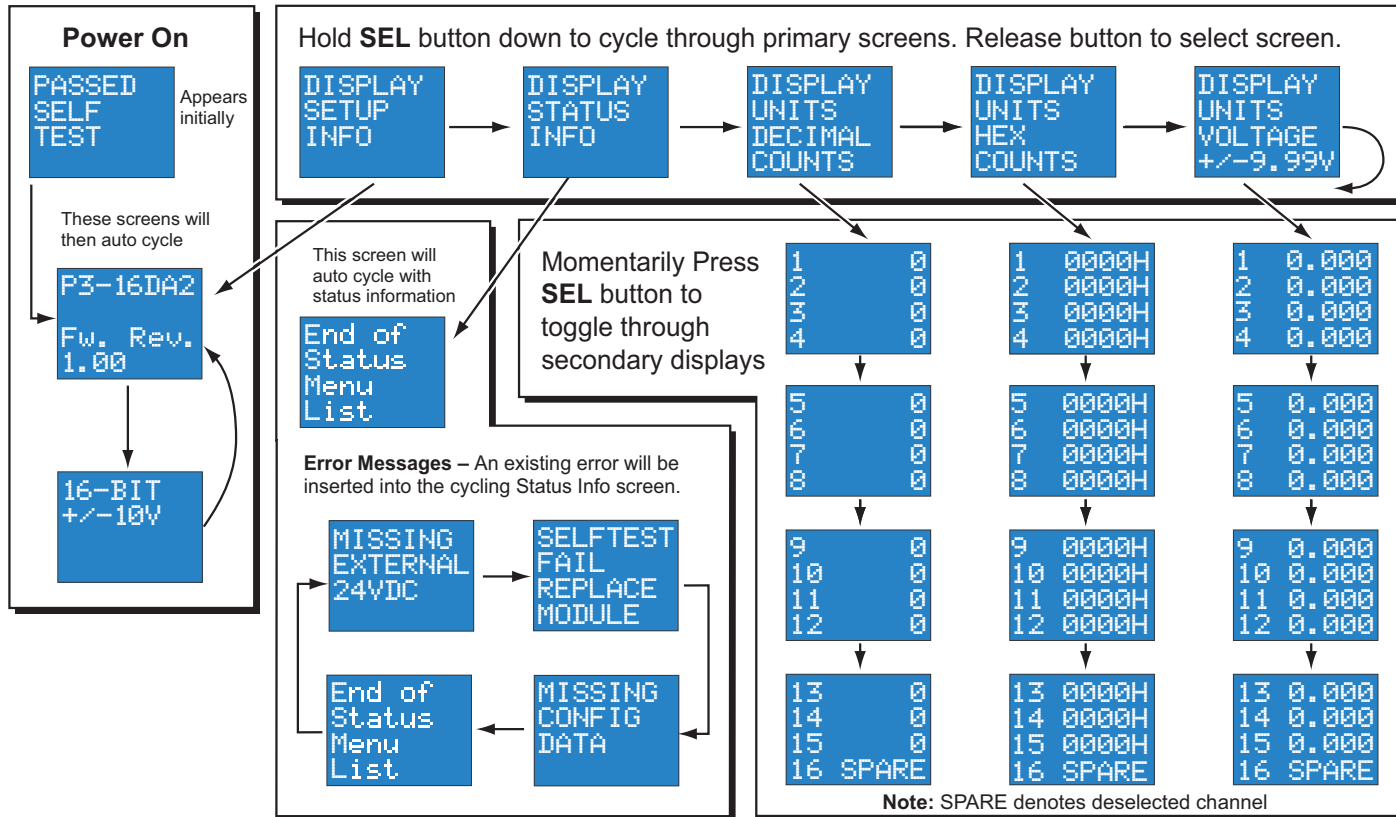 Power On
PASSED
SELF
TEST
Appears
initially
These screens will
then auto cycle
P3-16DA2
Fw. Rev.
1.00
16-BIT
+/-10V
Hold SEL button down to cycle through primary screens. Release button to select screen.
DISPLAY
SETUP
INFO
DISPLAY
STATUS
INFO
DISPLAY
UNITS
DECIMAL
COUNTS
DISPLAY
UNITS
HEX
COUNTS
DISPLAY
UNITS
VOLTAGE
+/-9.99V
This screen will
auto cycle with
status information
End of
Status
Menu
List
Error Messages – An existing error will be
inserted into the cycling Status Info screen.
MISSING
EXTERNAL
24VDC
SELFTEST
FAIL
REPLACE
MODULE
MISSING
CONFIG
DATA
End of
Status
Menu
List
Momentarily Press
SEL button to
toggle through
secondary displays
1 0
2 0
3 0
4 0
5 0
6 0
7 0
8 0
9 0
10 0
11 0
12 0
13 0
14 0
15 0
16 SPARE
1 0000H
2 0000H
3 0000H
4 0000H
5 0000H
6 0000H
7 0000H
8 0000H
9 0000H
10 0000H
11 0000H
12 0000H
13 0000H
14 0000H
15 0000H
16 SPARE
1 0.000
2 0.000
3 0.000
4 0.000
5 0.000
6 0.000
7 0.000
8 0.000
9 0.000
10 0.000
11 0.000
12 0.000
13 0.000
14 0.000
15 0.000
16 SPARE
Note: SPARE denotes deselected channel